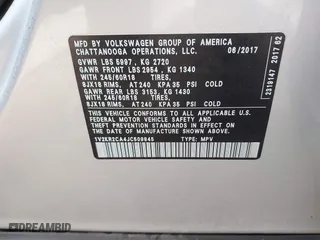 MFD BY VOLKSWAGEN GROUP OF AMERICA
CHATTANOOGA OPERATIONS, LLC. 06/2017
GVWR LBS 5997, KG 2720
GAWR FRONT LBS 2954, KG 1340
WITH 245/60R18 TIRES,
8JX18 RIMS, AT 240 KPA 35 PSI COLD
GAWR REAR LBS 3153, KG 1430
WITH 245/60R18 TIRES,
8JX18 RIMS, AT 240 KPA 35 PSI COLD
THIS VEHICLE CONFORMS TO ALL APPLICABLE U.S.
FEDERAL MOTOR VEHICLE SAFETY STANDARDS
IN EFFECT ON THE DATE OF MANUFACTURE
SHOWN ABOVE.
TYPE: MPV
2319147 2017 62
DREAMBID